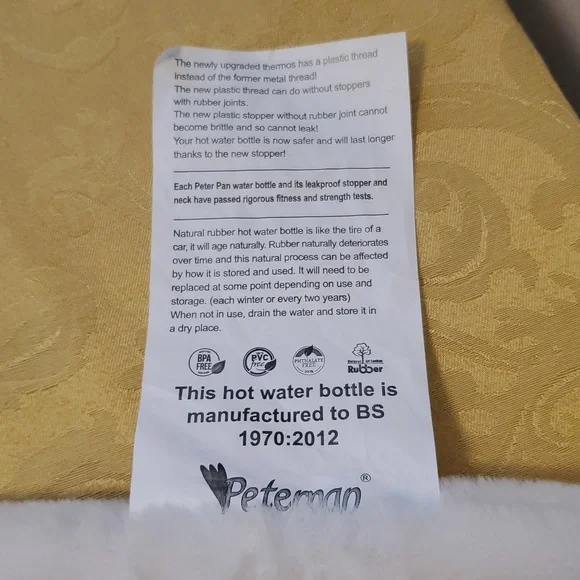 The newly upgraded thermos has a plastic thread
instead of the former metal thread!
The new plastic thread can do without stoppers
with rubber joints.
The new plastic stopper without rubber joint cannot
become brittle and so cannot leak!
Your hot water bottle is now safer and will last longer
thanks to the new stopper!
Each Peter Pan water bottle and its leakproof stopper and
neck have passed rigorous fitness and strength tests.
Natural rubber hot water bottle is like the tire of a
car, it will age naturally. Rubber naturally deteriorates
over time and this natural process can be affected
by how it is stored and used. It will need to be
replaced at some point depending on use and
storage. (each winter or every two years)
When not in use, drain the water and store it in
a dry place.
BPA FREE
PVC free
PHTHALATE FREE
Rubber
This hot water bottle is
manufactured to BS
1970:2012
Peterman®